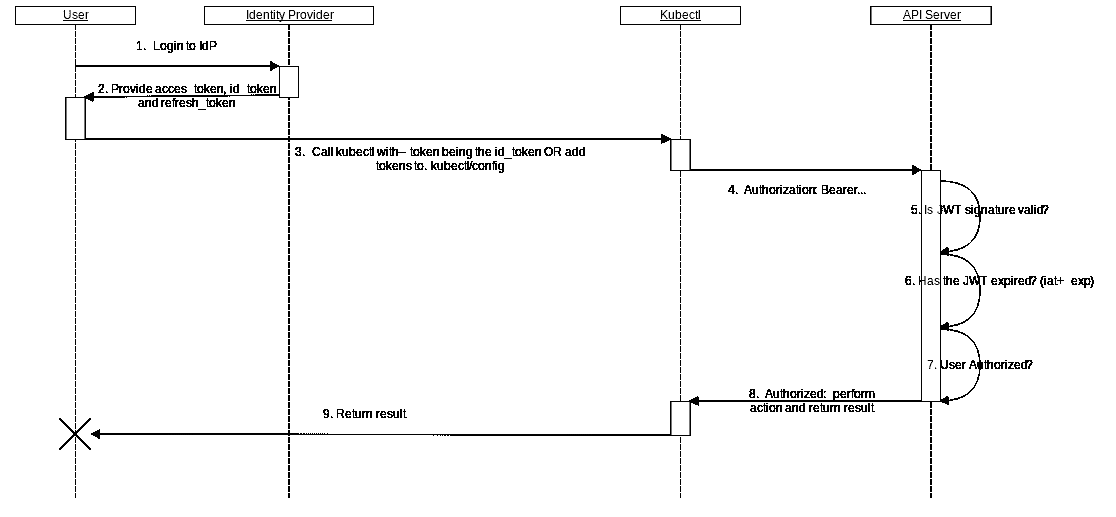 User
Identity Provider
Kubectl
API Server
1. Login to IdP
2. Provide acces_token, id_token
and refresh_token
3. Call kubectl with-- token being the id_token OR add
tokens to. kubectl/config
4. Authorization: Bearer...
5. Is JWT signature valid?
6. Has the JWT expired? (iat+ exp)
7. User Authorized?
8. Authorized: perform
action and return result
9. Return result